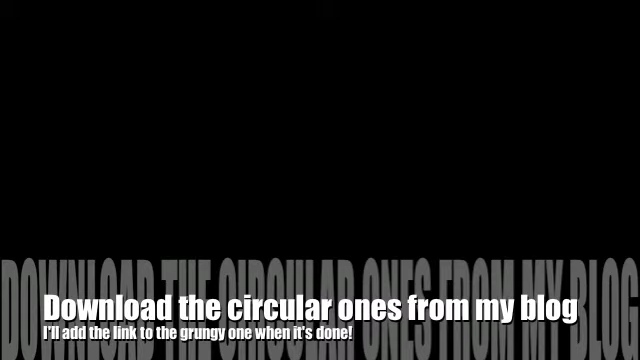 DOWNLOAD THE CIRCULAR ONES FROM MY BLOG
Download the circular ones from my blog
I'll add the link to the grungy one when it's done!